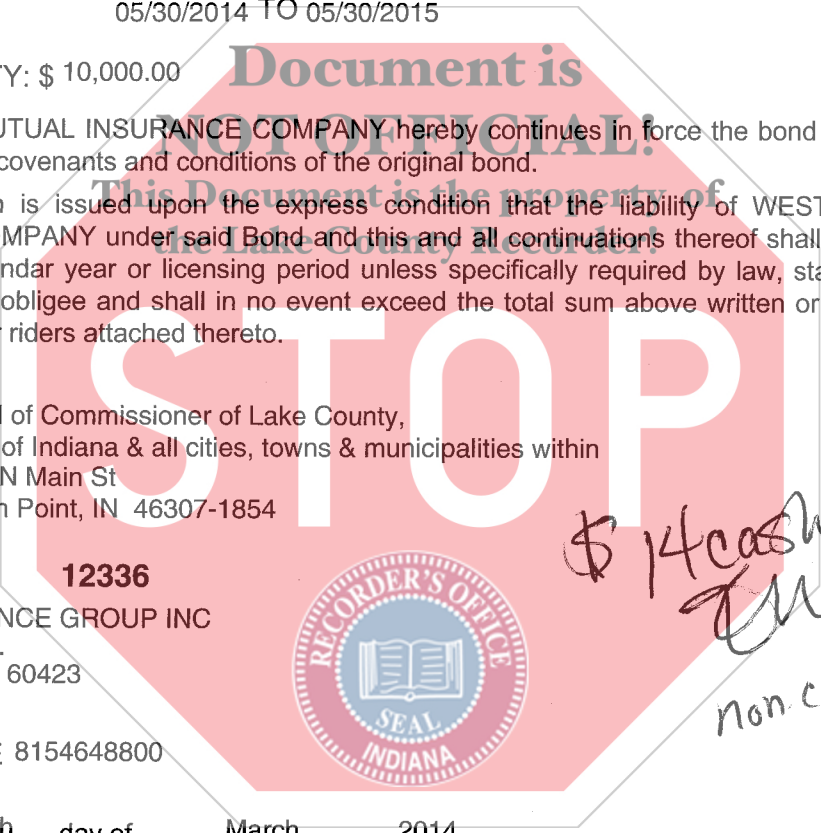 05/30/2014 TO 05/30/2015
Document is
TY: $ 10,000.00
NOT OFFICIAL!
UTUAL INSURANCE COMPANY hereby continues in force the bond
covenants and conditions of the original bond.
This Document is the property of
n is issued upon the express condition that the liability of WEST
MPANY under said Bond and this and all continuations thereof shall
the Lake County Recorder!
ndar year or licensing period unless specifically required by law, sta
obligee and shall in no event exceed the total sum above written or
r riders attached thereto.
STOP
d of Commissioner of Lake County,
of Indiana & all cities, towns & municipalities within
N Main St
n Point, IN 46307-1854
$ 14 cash
12336
NCE GROUP INC
60423
non c
RECORDER'S OFFICE
SEAL
INDIANA
E 8154648800
h day of March 2014